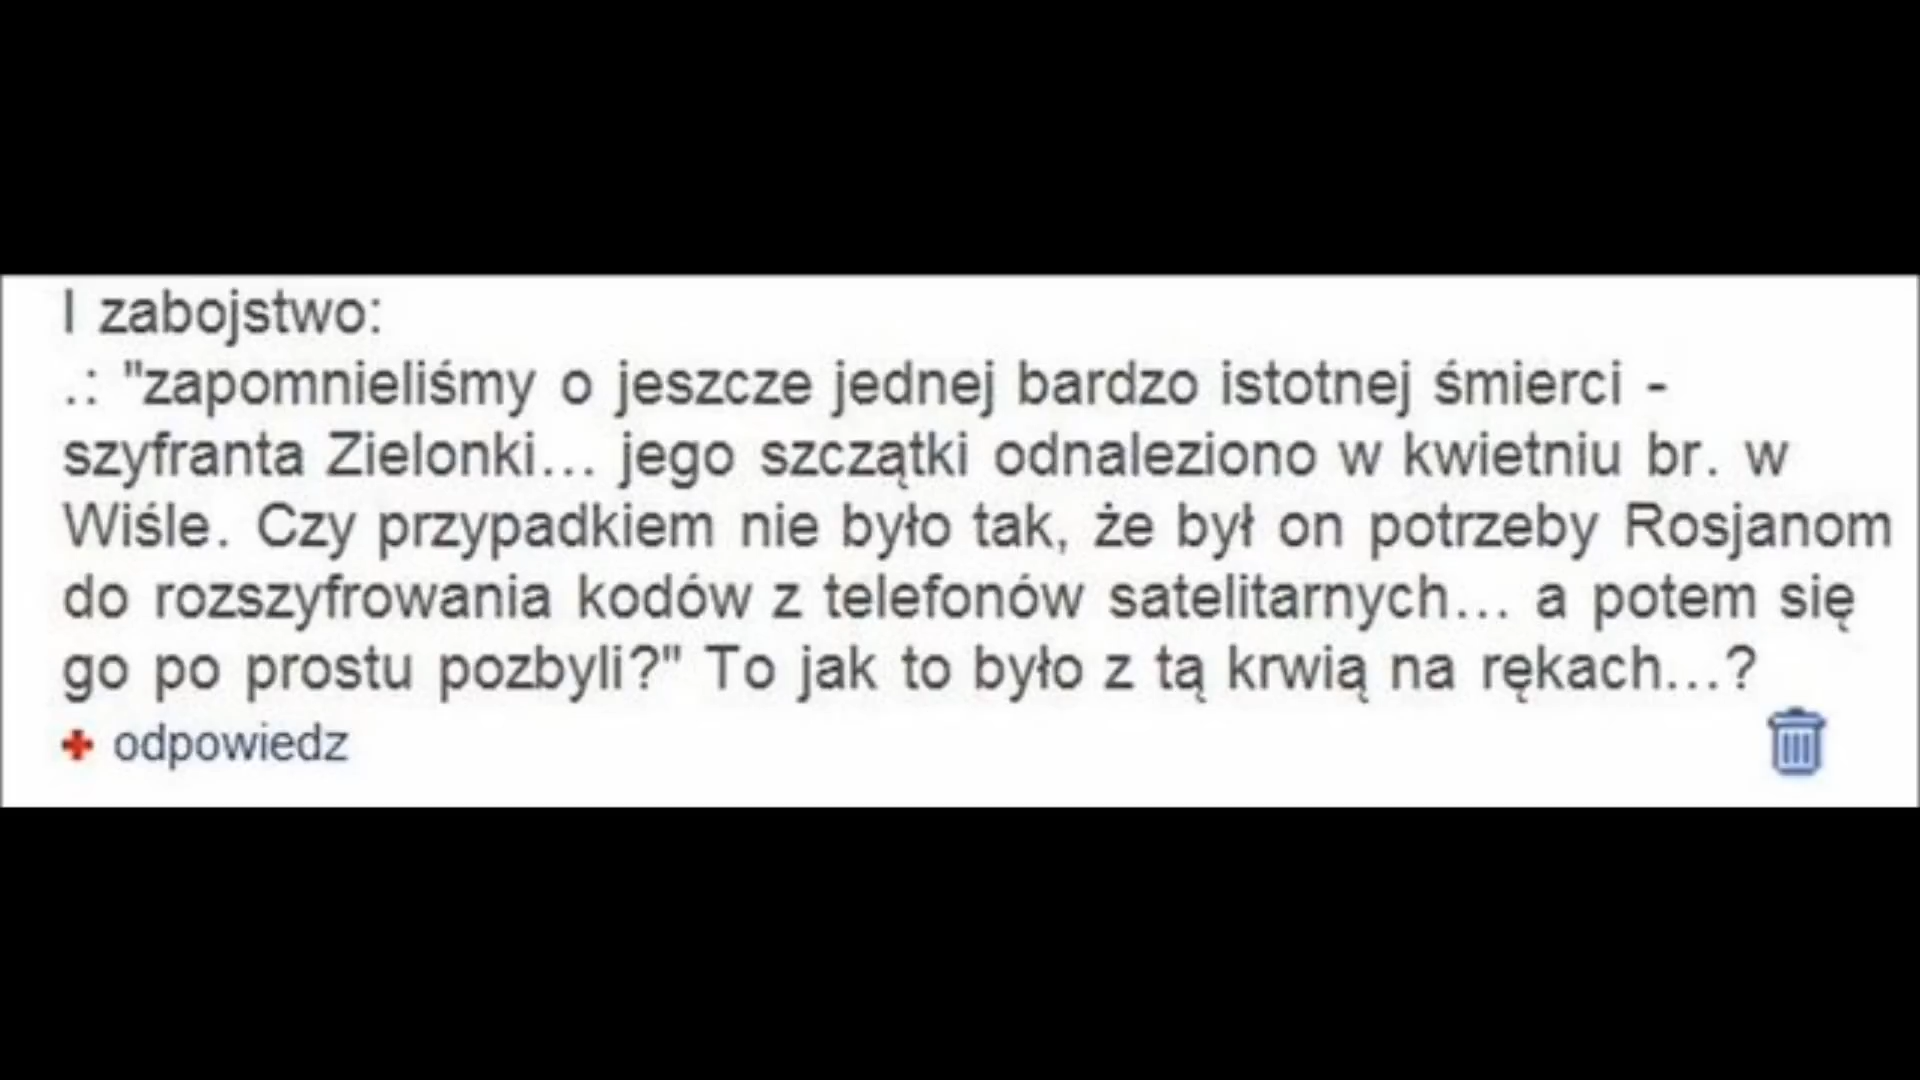 I zabojstwo:
.: "zapomnieliśmy o jeszcze jednej bardzo istotnej śmierci -
szyfranta Zielonki... jego szczątki odnaleziono w kwietniu br. w
Wiśle. Czy przypadkiem nie było tak, że był on potrzeby Rosjanom
do rozszyfrowania kodów z telefonów satelitarnych... a potem się
go po prostu pozbyli?" To jak to było z tą krwią na rękach...?
odpowiedz